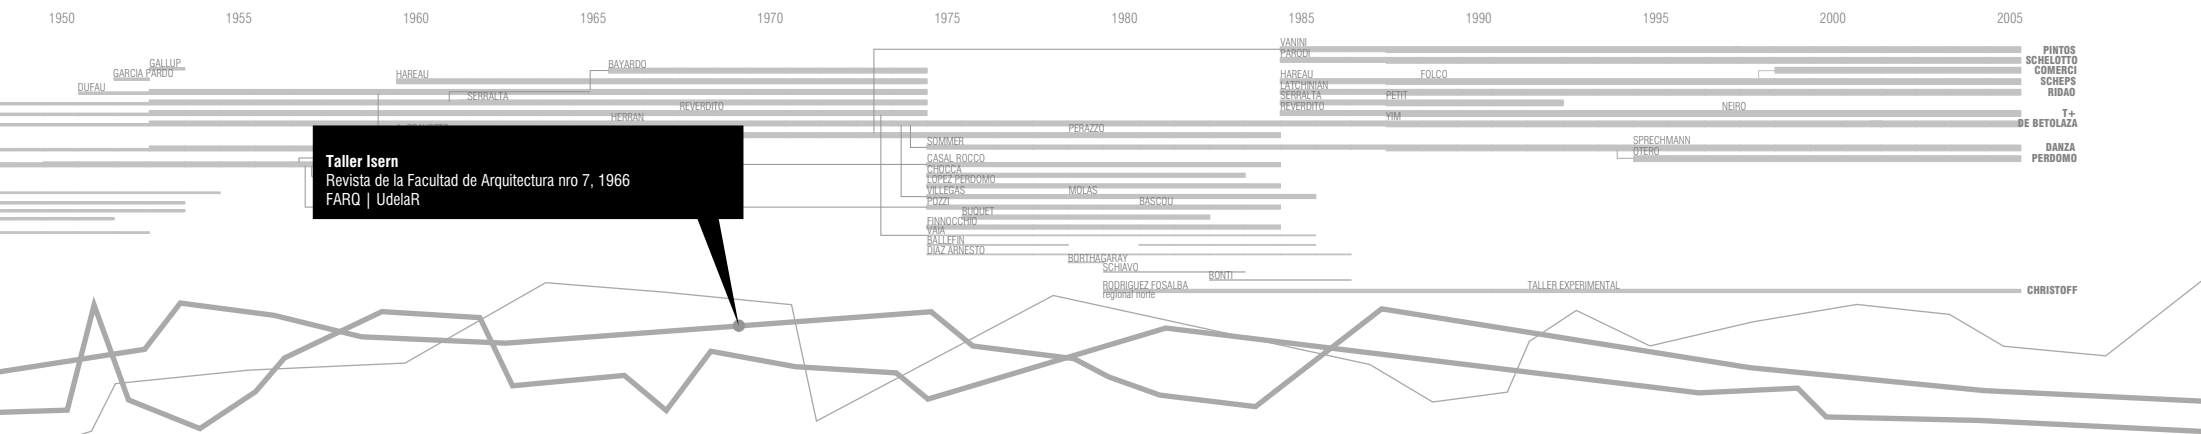 1950 1955 1960 1965 1970 1975 1980 1985 1990 1995 2000 2005
VANINI
PINTOS
PARODI
GALLUP
SCHELOTTO
BAYARDO
GARCIA PARDO
HAREAU
HAREAU
FOLCO
COMERCI
SCHEPS
DUFAU
LATCHINIAN
RIDAO
SERRALTA
SERRALTA
PETIT
REVERDITO
REVERDITO
NEIRO
HERRAN
YIM
T+
PERAZZO
DE BETOLAZA
SOMMER
SPRECHMANN
DANZA
OTERO
PERDOMO
CASAL ROCCO
CHOCCA
LOPEZ PERDOMO
VILLEGAS
MOLAS
POZZI
BASCOU
BUQUET
FINNOCCHIO
VAIA
BALLEFIN
DIAZ ARNESTO
BORTHAGARAY
SCHIAVO
BONTI
RODRIGUEZ FOSALBA
regional norte
TALLER EXPERIMENTAL
CHRISTOFF
Taller Isern
Revista de la Facultad de Arquitectura nro 7, 1966
FARQ | UdelaR